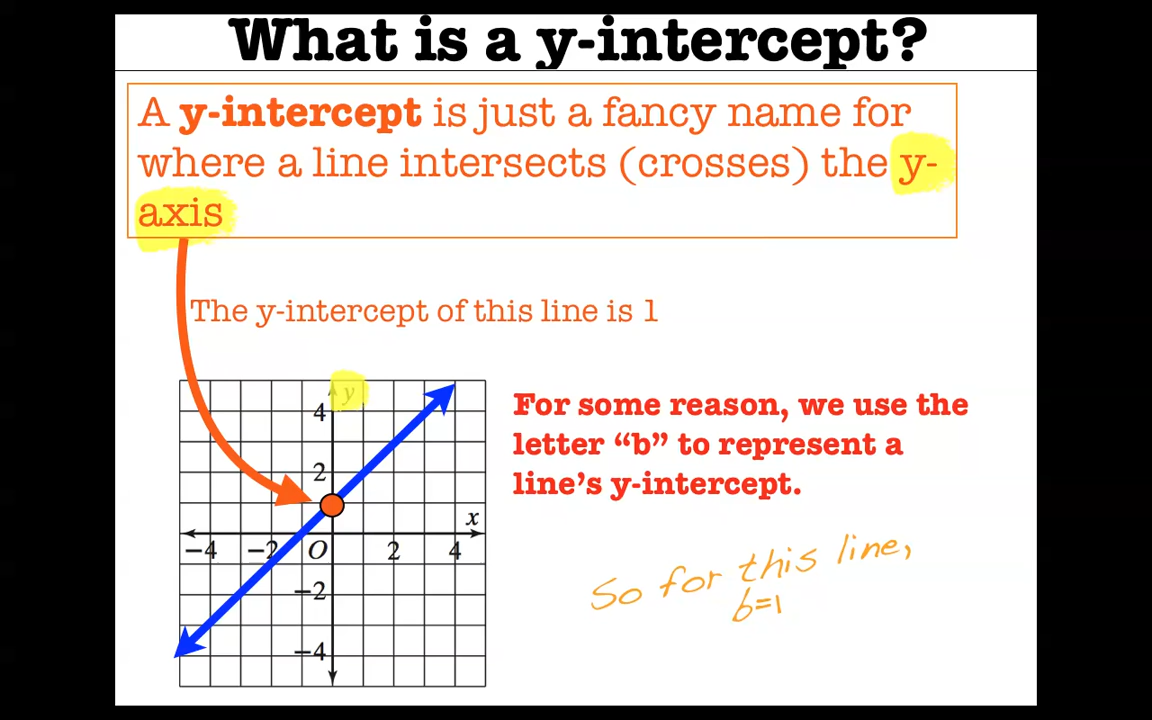 What is a y-intercept?
A y-intercept is just a fancy name for
where a line intersects (crosses) the y-
axis
The y-intercept of this line is 1
y
4
2
x
−4
−2
O
2
4
−2
−4
For some reason, we use the
letter “b” to represent a
line’s y-intercept.
So for this line,
b=1